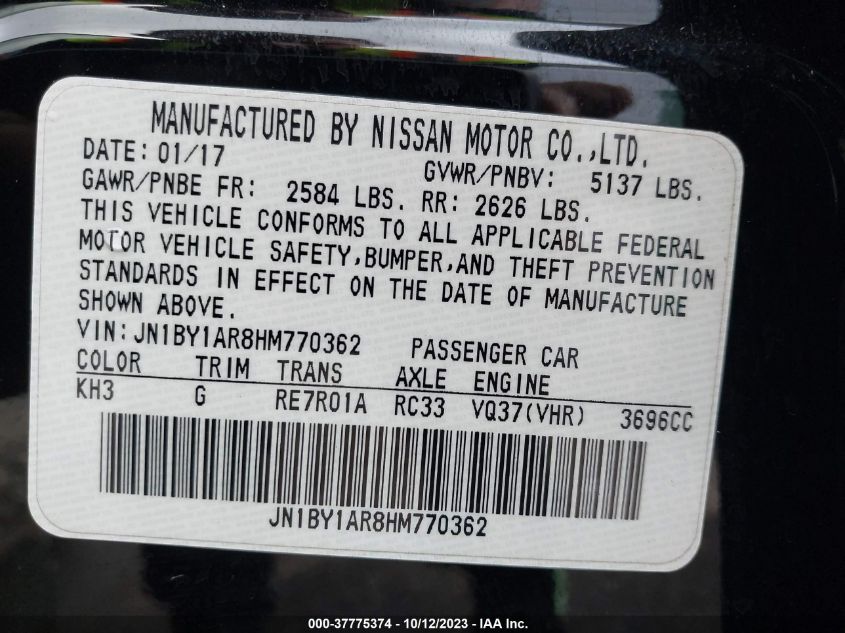 MANUFACTURED BY NISSAN MOTOR CO.,LTD.
DATE: 01/17 GVWR/PNBV: 5137 LBS.
GAWR/PNBE FR: 2584 LBS. RR: 2626 LBS.
THIS VEHICLE CONFORMS TO ALL APPLICABLE FEDERAL
MOTOR VEHICLE SAFETY,BUMPER,AND THEFT PREVENTION
STANDARDS IN EFFECT ON THE DATE OF MANUFACTURE
SHOWN ABOVE.
VIN:JN1BY1AR8HM770362 PASSENGER CAR
COLOR TRIM TRANS AXLE ENGINE
KH3 G RE7R01A RC33 VQ37(VHR) 3696CC
JN1BY1AR8HM770362
000-37775374 - 10/12/2023 - IAA Inc.